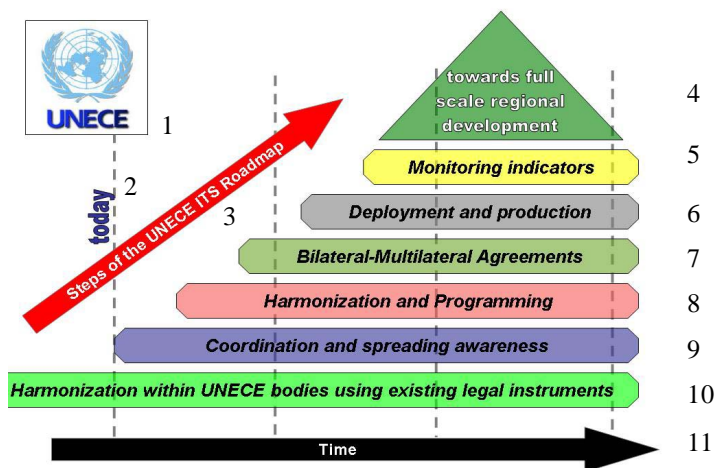 UNECE
1
2
today
3
Steps of the UNECE ITS Roadmap
towards full
scale regional
development
4
Monitoring indicators
5
Deployment and production
6
Bilateral-Multilateral Agreements
7
Harmonization and Programming
8
Coordination and spreading awareness
9
Harmonization within UNECE bodies using existing legal instruments
10
Time
11